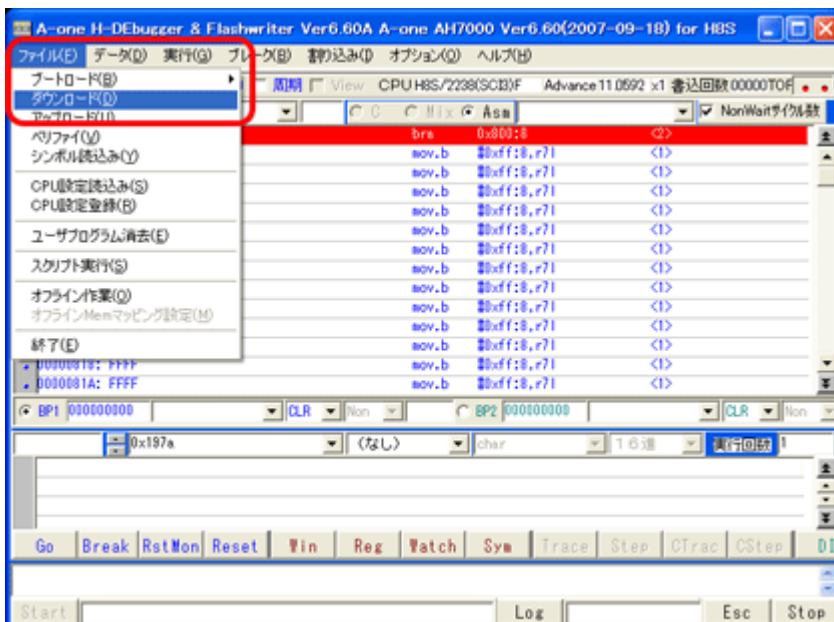 A-one H-DEbugger & Flashwriter Ver6.60A A-one AH7000 Ver6.60(2007-09-18) for H8S
ファイル(F) データ(D) 実行(G) ブレーク(B) 割り込み(I) オプション(O) ヘルプ(H)
ブートロード(B)
周期 View CPU H8S/2238(SCI3)F Advance 11.0592 x1 書込回数 00000TOF
ダウンロード(D)
C Mix Asm NonWaitサイクル数
アップロード(U)
bra 0x800:8 <2>
ベリファイ(V)
mov.b #0xff:8,r7l <1>
シンボル読込み(Y)
mov.b #0xff:8,r7l <1>
mov.b #0xff:8,r7l <1>
CPU設定読込み(S)
mov.b #0xff:8,r7l <1>
CPU設定登録(R)
mov.b #0xff:8,r7l <1>
ユーザプログラム消去(E)
mov.b #0xff:8,r7l <1>
スクリプト実行(S)
mov.b #0xff:8,r7l <1>
mov.b #0xff:8,r7l <1>
オフライン作業(O)
mov.b #0xff:8,r7l <1>
オフラインMemマッピング設定(M)
mov.b #0xff:8,r7l <1>
終了(E)
mov.b #0xff:8,r7l <1>
00000818: FFFF mov.b #0xff:8,r7l <1>
0000081A: FFFF mov.b #0xff:8,r7l <1>
BP1 000000000 CLR Non BP2 000000000 CLR Non
0x197a (なし) char 16進 実行回数 1
Go Break RstMon Reset Win Reg Watch Sym Trace Step CTrac CStep DI
Start Log Esc Stop